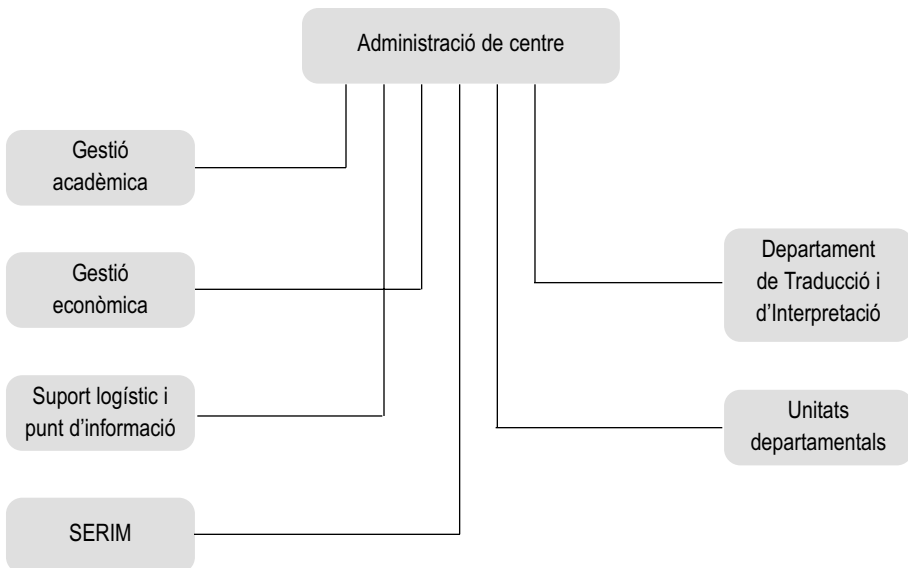 Administració de centre
Gestió
acadèmica
Gestió
econòmica
Suport logístic i
punt d’informació
SERIM
Departament
de Traducció i
d’Interpretació
Unitats
departamentals